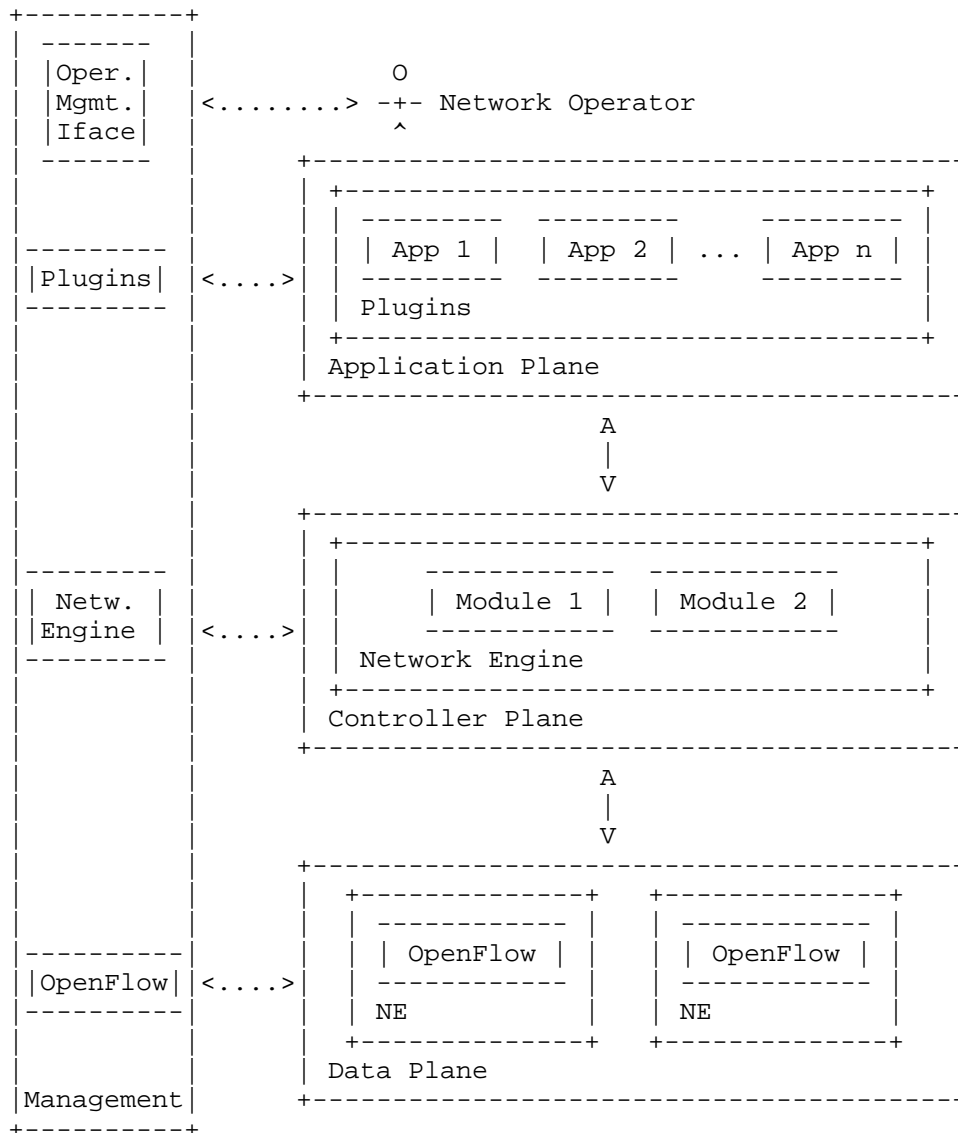 Oper.
Mgmt. <........> -+- Network Operator
Iface
App 1 App 2 ... App n
Plugins <....>
Plugins
Application Plane
Module 1 Module 2
Netw.
Engine <....>
Network Engine
Controller Plane
OpenFlow OpenFlow
OpenFlow <....>
NE NE
Data Plane
Management